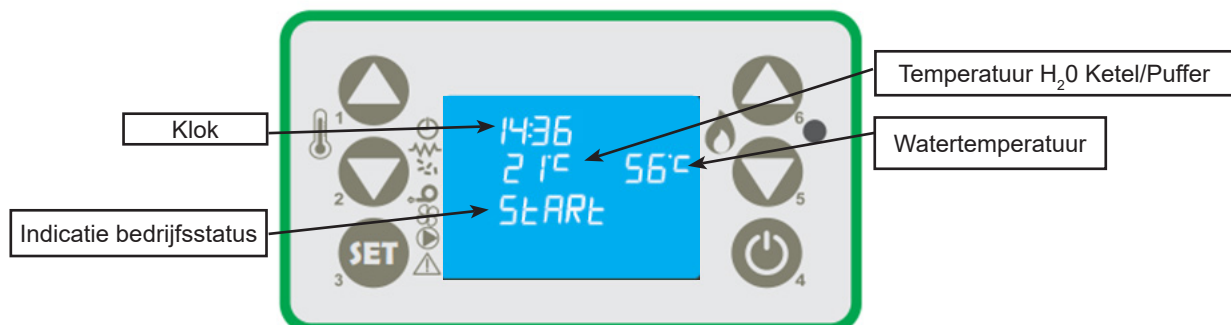 Klok
Indicatie bedrijfsstatus
1
2
SET
3
14:36
21°C 56°C
StARt
6
5
4
Temperatuur H₂0 Ketel/Puffer
Watertemperatuur